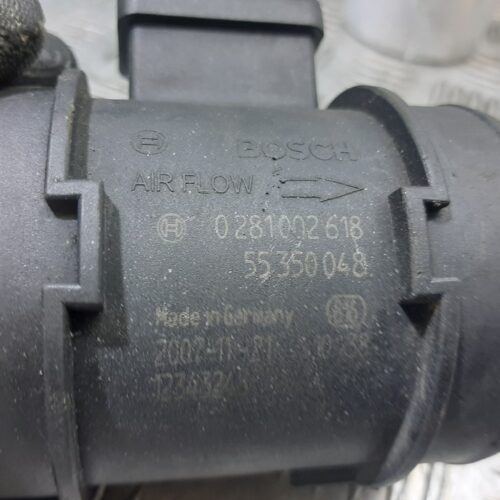 BOSCH
AIR FLOW
0 281 002 618
55 350 048
Made in Germany